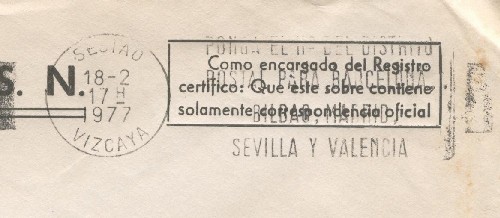 SESTAO
18-2
17 H
1977
VIZCAYA
S. N.
Como encargado del Registro
certifico: Que este sobre contiene
solamente correspondencia oficial
PONGA EL Nº DEL DISTRITO
POSTAL PARA BARCELONA,
BILBAO, MADRID,
SEVILLA Y VALENCIA